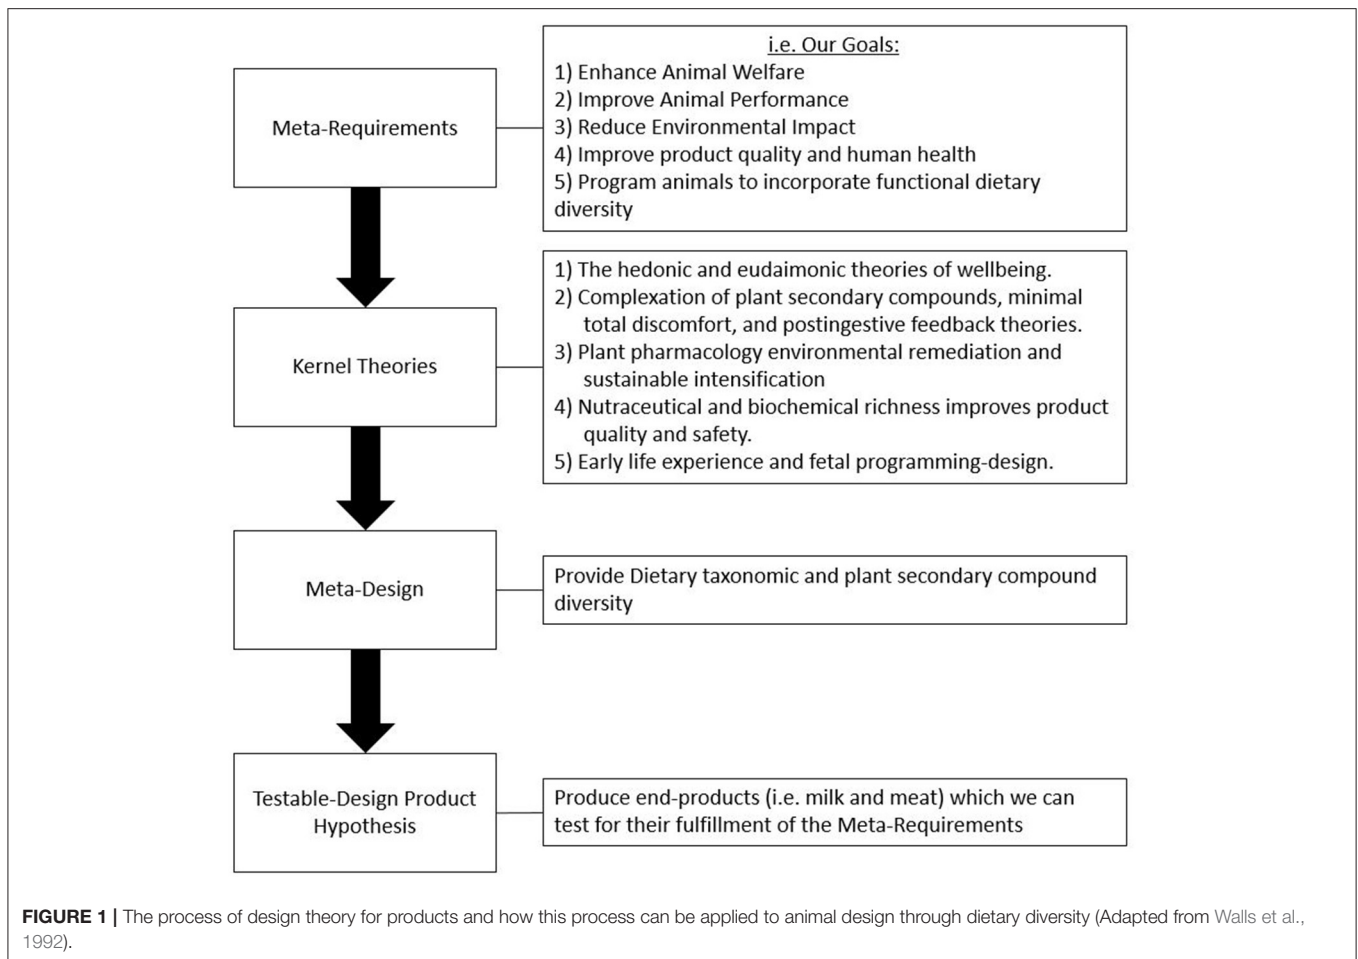 Meta-Requirements
i.e. Our Goals:
1) Enhance Animal Welfare
2) Improve Animal Performance
3) Reduce Environmental Impact
4) Improve product quality and human health
5) Program animals to incorporate functional dietary
diversity
Kernel Theories
1) The hedonic and eudaimonic theories of wellbeing.
2) Complexation of plant secondary compounds, minimal
total discomfort, and postingestive feedback theories.
3) Plant pharmacology environmental remediation and
sustainable intensification
4) Nutraceutical and biochemical richness improves product
quality and safety.
5) Early life experience and fetal programming-design.
Meta-Design
Provide Dietary taxonomic and plant secondary compound
diversity
Testable-Design Product
Hypothesis
Produce end-products (i.e. milk and meat) which we can
test for their fulfillment of the Meta-Requirements
FIGURE 1 | The process of design theory for products and how this process can be applied to animal design through dietary diversity (Adapted from Walls et al.,
1992).